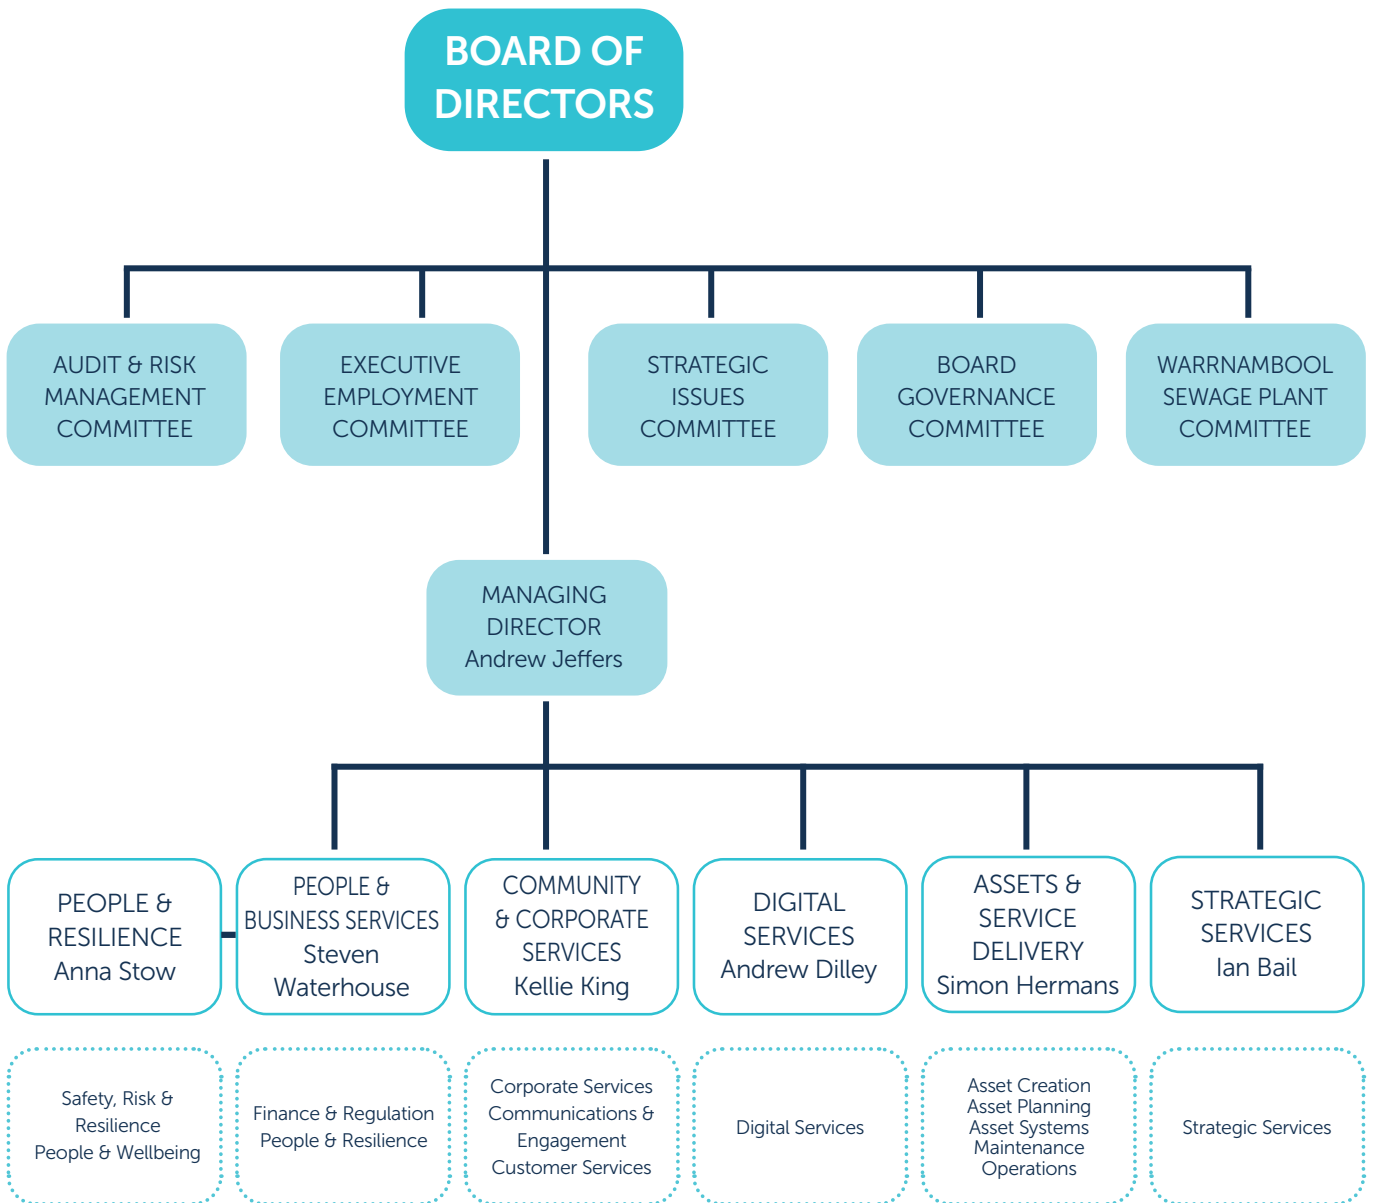 BOARD OF
DIRECTORS
AUDIT & RISK
MANAGEMENT
COMMITTEE
EXECUTIVE
EMPLOYMENT
COMMITTEE
STRATEGIC
ISSUES
COMMITTEE
BOARD
GOVERNANCE
COMMITTEE
WARRNAMBOOL
SEWAGE PLANT
COMMITTEE
MANAGING
DIRECTOR
Andrew Jeffers
PEOPLE &
RESILIENCE
Anna Stow
PEOPLE &
BUSINESS SERVICES
Steven
Waterhouse
COMMUNITY
& CORPORATE
SERVICES
Kellie King
DIGITAL
SERVICES
Andrew Dilley
ASSETS &
SERVICE
DELIVERY
Simon Hermans
STRATEGIC
SERVICES
Ian Bail
Safety, Risk &
Resilience
People & Wellbeing
Finance & Regulation
People & Resilience
Corporate Services
Communications &
Engagement
Customer Services
Digital Services
Asset Creation
Asset Planning
Asset Systems
Maintenance
Operations
Strategic Services